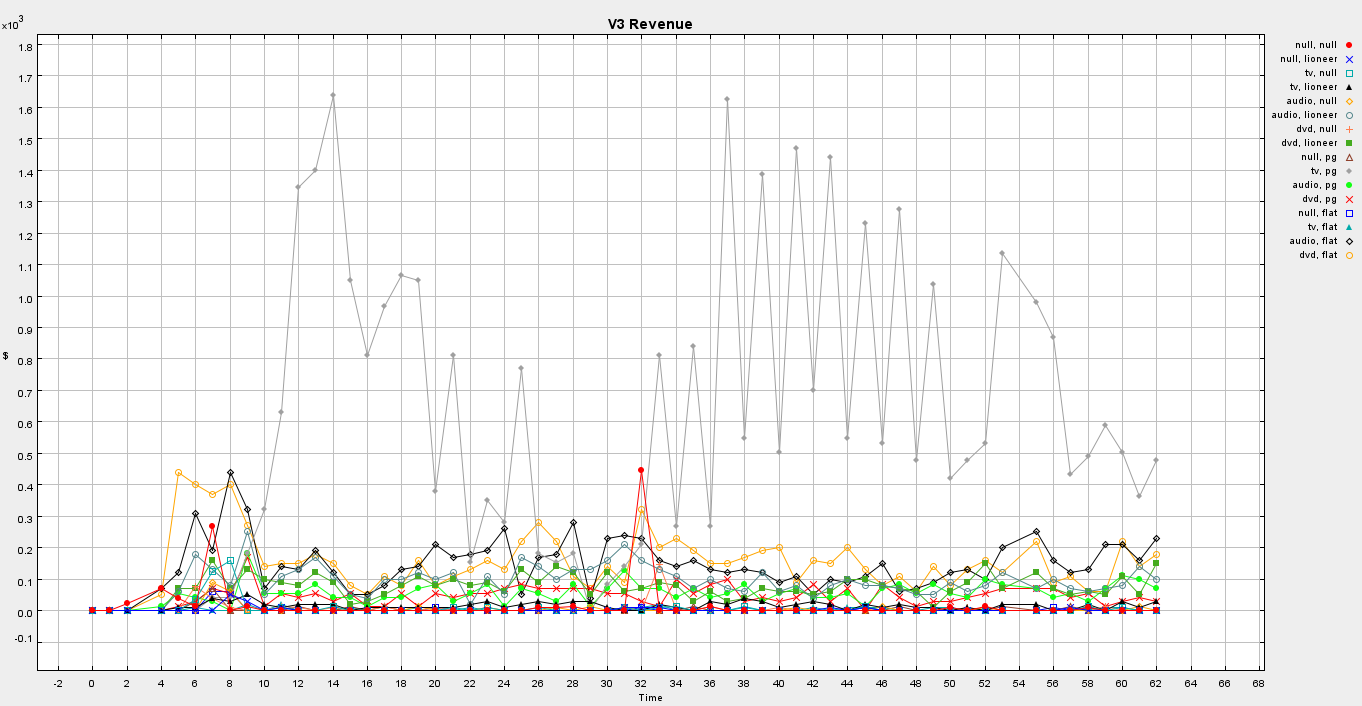 V3 Revenue
x10^3
1.8
1.7
1.6
1.5
1.4
1.3
1.2
1.1
1.0
0.9
0.8
$
0.7
0.6
0.5
0.4
0.3
0.2
0.1
0.0
-0.1
-2 0 2 4 6 8 10 12 14 16 18 20 22 24 26 28 30 32 34 36 38 40 42 44 46 48 50 52 54 56 58 60 62 64 66 68
Time
null, null
null, lioneer
tv, null
tv, lioneer
audio, null
audio, lioneer
dvd, null
dvd, lioneer
null, pg
tv, pg
audio, pg
dvd, pg
null, flat
tv, flat
audio, flat
dvd, flat